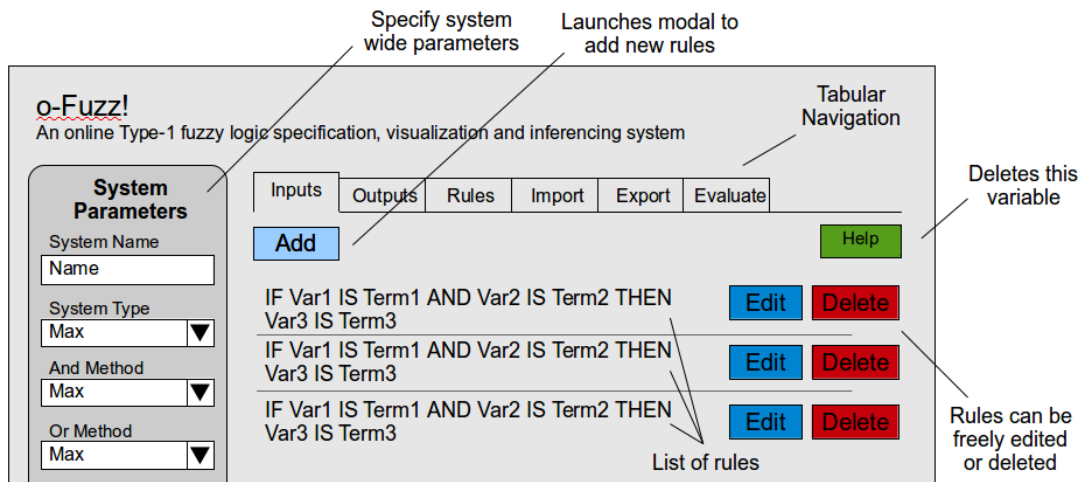 Specify system
wide parameters
Launches modal to
add new rules
Tabular
Navigation
Deletes this
variable
o-Fuzz!
An online Type-1 fuzzy logic specification, visualization and inferencing system
System
Parameters
System Name
Name
System Type
Max
And Method
Max
Or Method
Max
Inputs
Outputs
Rules
Import
Export
Evaluate
Add
Help
IF Var1 IS Term1 AND Var2 IS Term2 THEN
Var3 IS Term3
Edit
Delete
IF Var1 IS Term1 AND Var2 IS Term2 THEN
Var3 IS Term3
Edit
Delete
IF Var1 IS Term1 AND Var2 IS Term2 THEN
Var3 IS Term3
Edit
Delete
List of rules
Rules can be
freely edited
or deleted